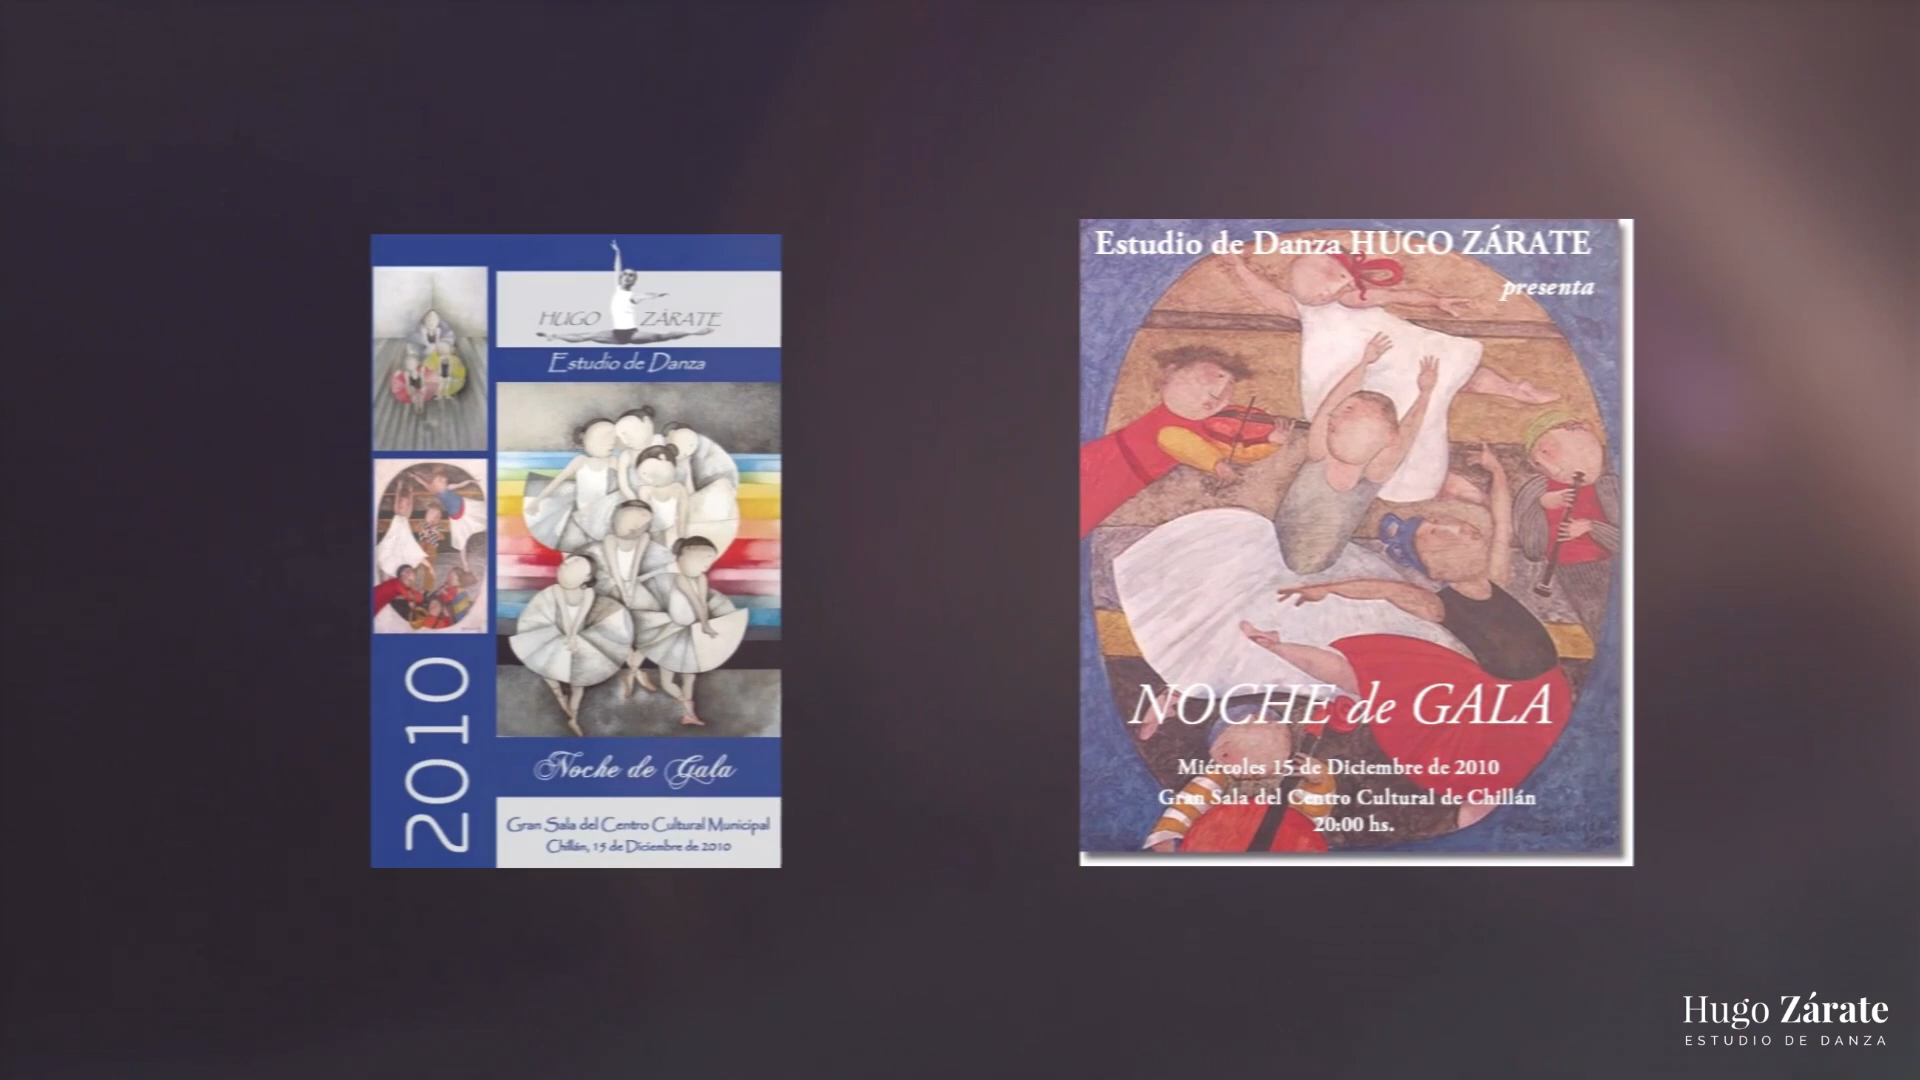 HUGO ZÁRATE
Estudio de Danza
2010
Noche de Gala
Gran Sala del Centro Cultural Municipal
Chillán, 15 de Diciembre de 2010
Estudio de Danza HUGO ZÁRATE
presenta
NOCHE de GALA
Miércoles 15 de Diciembre de 2010
Gran Sala del Centro Cultural de Chillán
20:00 hs.
Hugo Zárate
ESTUDIO DE DANZA